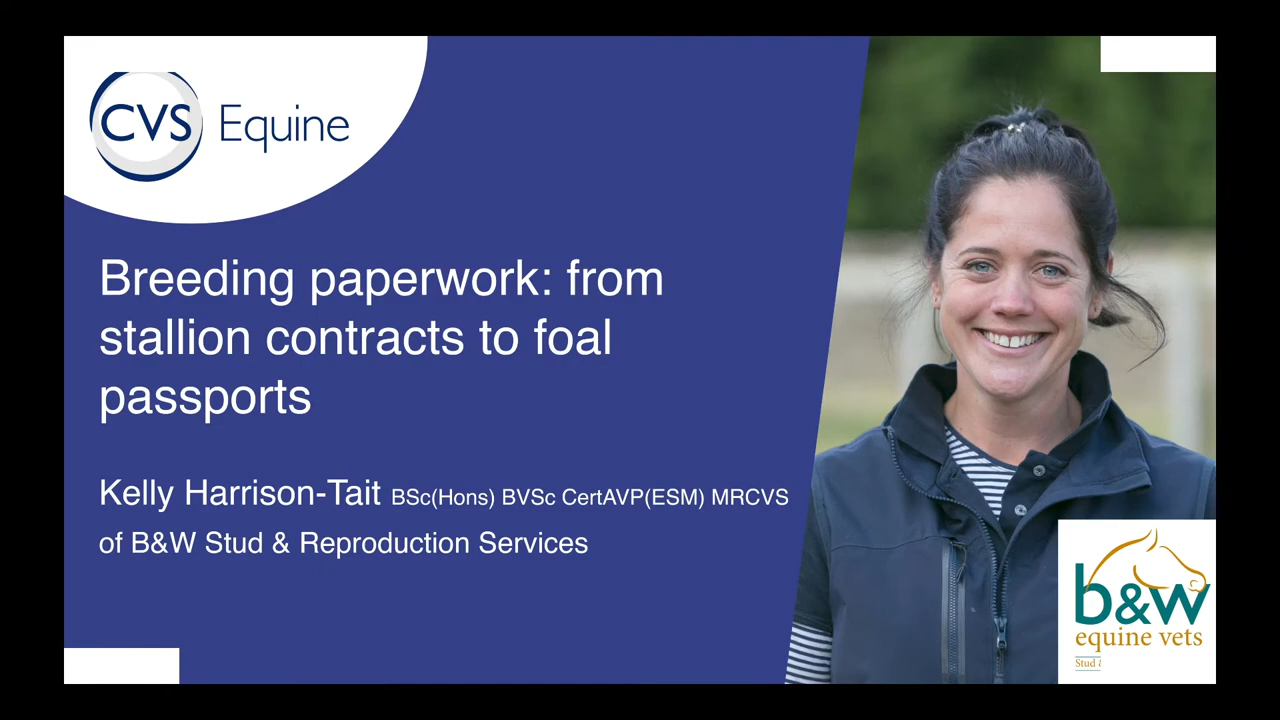 CVS Equine
Breeding paperwork: from
stallion contracts to foal
passports
Kelly Harrison-Tait BSc(Hons) BVSc CertAVP(ESM) MRCVS
of B&W Stud & Reproduction Services
b&w
equine vets
Stud